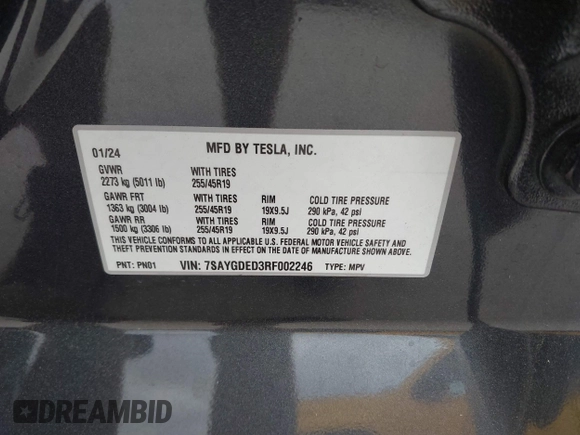 01/24 MFD BY TESLA, INC.
GVWR WITH TIRES
2273 kg (5011 lb) 255/45R19
GAWR FRT WITH TIRES RIM COLD TIRE PRESSURE
1363 kg (3004 lb) 255/45R19 19X9.5J 290 kPa, 42 psi
GAWR RR WITH TIRES RIM COLD TIRE PRESSURE
1500 kg (3306 lb) 255/45R19 19X9.5J 290 kPa, 42 psi
THIS VEHICLE CONFORMS TO ALL APPLICABLE U.S. FEDERAL MOTOR VEHICLE SAFETY AND
THEFT PREVENTION STANDARDS IN EFFECT ON THE DATE OF MANUFACTURE SHOWN ABOVE.
PNT: PN01 VIN: 7SAYGDED3RF002246 TYPE: MPV
DREAMBID